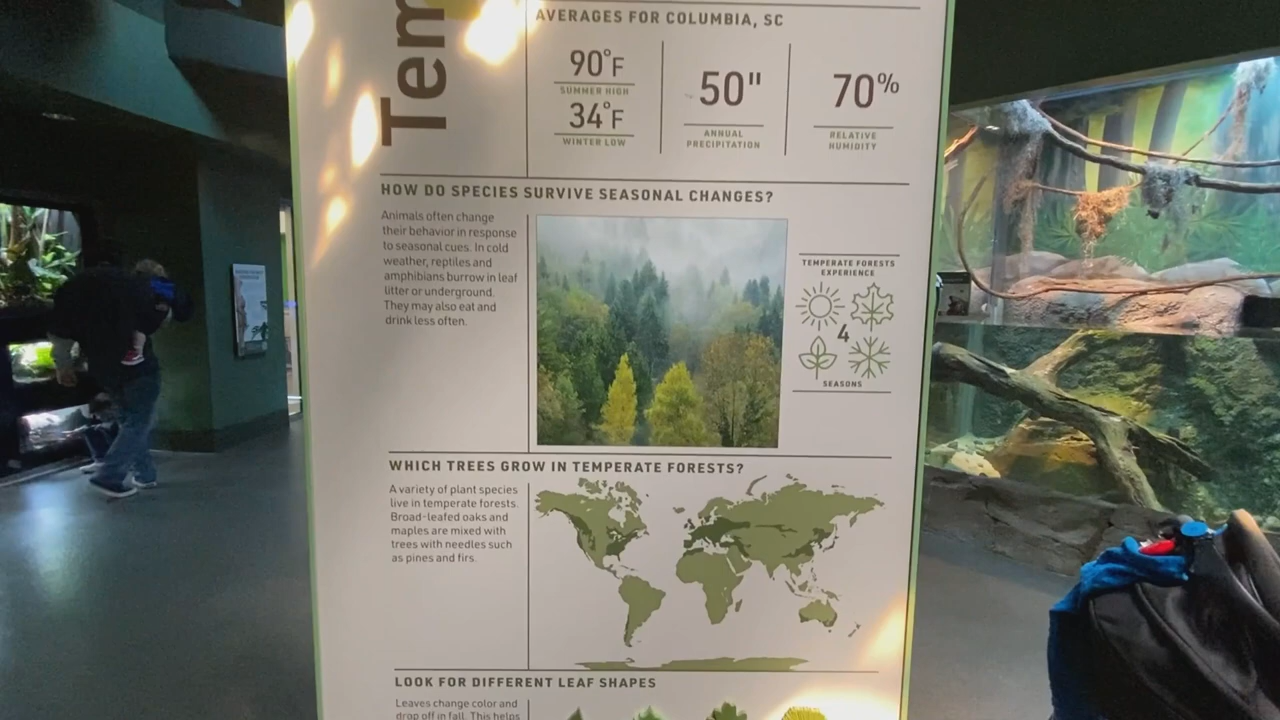 Tem
AVERAGES FOR COLUMBIA, SC
90°F
SUMMER HIGH
34°F
WINTER LOW
50"
ANNUAL
PRECIPITATION
70%
RELATIVE
HUMIDITY
HOW DO SPECIES SURVIVE SEASONAL CHANGES?
Animals often change
their behavior in response
to seasonal cues. In cold
weather, reptiles and
amphibians burrow in leaf
litter or underground.
They may also eat and
drink less often.
TEMPERATE FORESTS
EXPERIENCE
4
SEASONS
WHICH TREES GROW IN TEMPERATE FORESTS?
A variety of plant species
live in temperate forests.
Broad-leafed oaks and
maples are mixed with
trees with needles such
as pines and firs.
LOOK FOR DIFFERENT LEAF SHAPES
Leaves change color and
drop off in fall. This helps